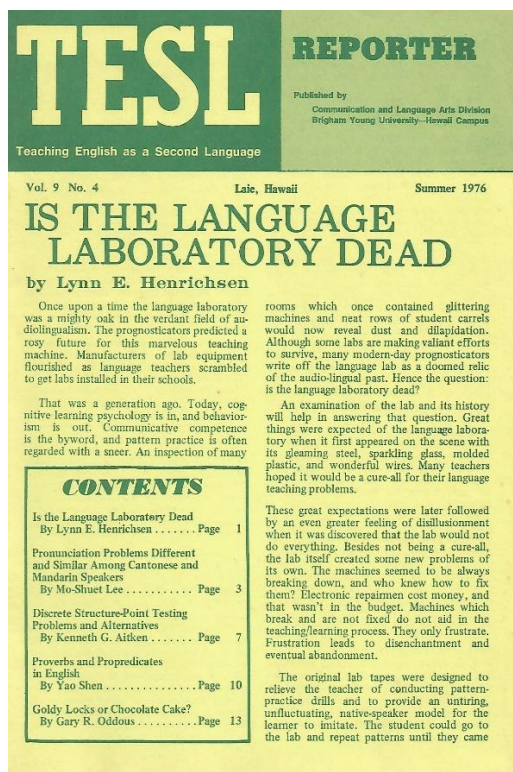 TESL
Teaching English as a Second Language
REPORTER
Published by
Communication and Language Arts Division
Brigham Young University—Hawaii Campus
Vol. 9 No. 4 Laie, Hawaii Summer 1976
IS THE LANGUAGE
LABORATORY DEAD
by Lynn E. Henrichsen
Once upon a time the language laboratory
was a mighty oak in the verdant field of au-
diolingualism. The prognosticators predicted a
rosy future for this marvelous teaching
machine. Manufacturers of lab equipment
flourished as language teachers scrambled
to get labs installed in their schools.
That was a generation ago. Today, cog-
nitive learning psychology is in, and behavior-
ism is out. Communicative competence
is the byword, and pattern practice is often
regarded with a sneer. An inspection of many
CONTENTS
Is the Language Laboratery Dead
By Lynn E. Henrichsen . . . . . . . Page 1
Pronunciation Problems Different
and Similar Among Cantonese and
Mandarin Speakers
By Mo-Shuet Lee . . . . . . . . . . . Page 3
Discrete Structure-Point Testing
Problems and Alternatives
By Kenneth G. Aitken . . . . . . . Page 7
Proverbs and Propredicates
in English
By Yao Shen . . . . . . . . . . . . . . Page 10
Goldy Locks or Chocolate Cake?
By Gary R. Oddous . . . . . . . . . . Page 13
rooms which once contained glittering
machines and neat rows of student carrels
would now reveal dust and dilapidation.
Although some labs are making valiant efforts
to survive, many modern-day prognosticators
write off the language lab as a doomed relic
of the audio-lingual past. Hence the question:
is the language laboratory dead?
An examination of the lab and its history
will help in answering that question. Great
things were expected of the language labora-
tory when it first appeared on the scene with
its gleaming steel, sparkling glass, molded
plastic, and wonderful wires. Many teachers
hoped it would be a cure-all for their language
teaching problems.
These great expectations were later followed
by an even greater feeling of disillusionment
when it was discovered that the lab would not
do everything. Besides not being a cure-all,
the lab itself created some new problems of
its own. The machines seemed to be always
breaking down, and who knew how to fix
them? Electronic repairmen cost money, and
that wasn't in the budget. Machines which
break and are not fixed do not aid in the
teaching/learning process. They only frustrate.
Frustration leads to disenchantment and
eventual abandonment.
The original lab tapes were designed to
relieve the teacher of conducting pattern-
practice drills and to provide an untiring,
unfluctuating, native-speaker model for the
learner to imitate. The student could go to
the lab and repeat patterns until they came